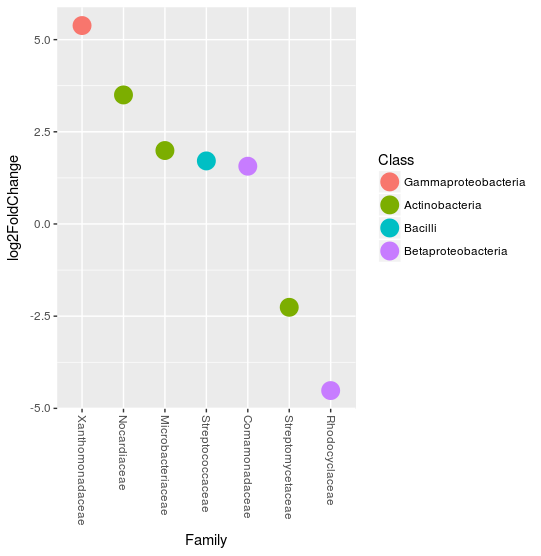 log2FoldChange
5.0
2.5
0.0
-2.5
-5.0
Xanthomonadaceae
Nocardiaceae
Microbacteriaceae
Streptococcaceae
Comamonadaceae
Streptomycetaceae
Rhodocyclaceae
Family
Class
Gammaproteobacteria
Actinobacteria
Bacilli
Betaproteobacteria